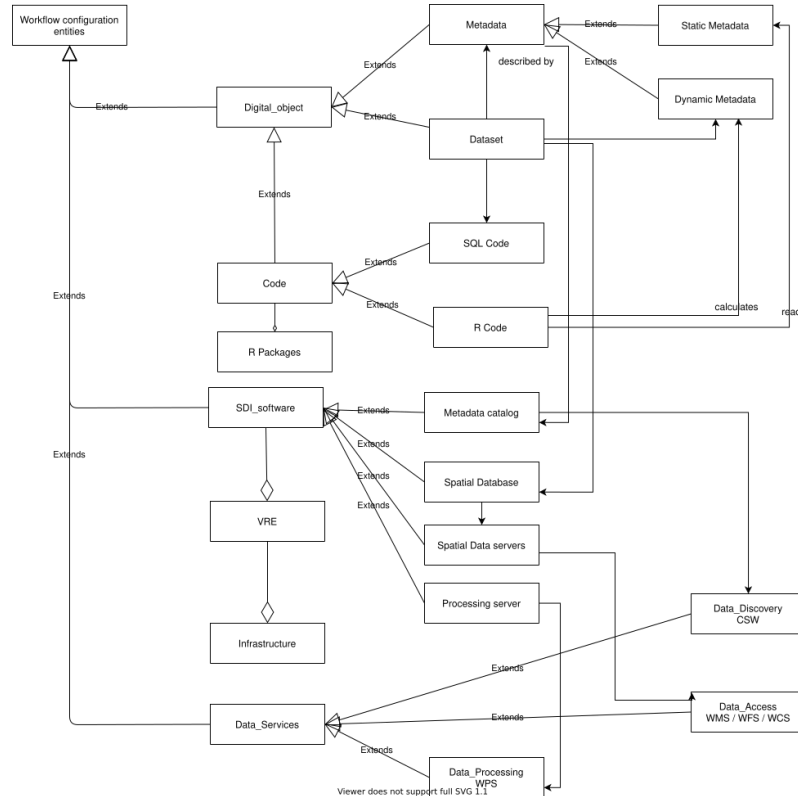 Workflow configuration
entities
Metadata
Extends
Static Metadata
described by
Extends
Extends
Dynamic Metadata
Extends
Digital_object
Extends
Dataset
Extends
SQL Code
Extends
Code
Extends
R Code
calculates
Extends
R Packages
SDI_software
Extends
Metadata catalog
Extends
Extends
Spatial Database
Extends
Extends
VRE
Spatial Data servers
Processing server
Data_Discovery
CSW
Infrastructure
Extends
Data_Access
WMS / WFS / WCS
Extends
Data_Services
Extends
Data_Processing
WPS
Viewer does not support full SVG 1.1